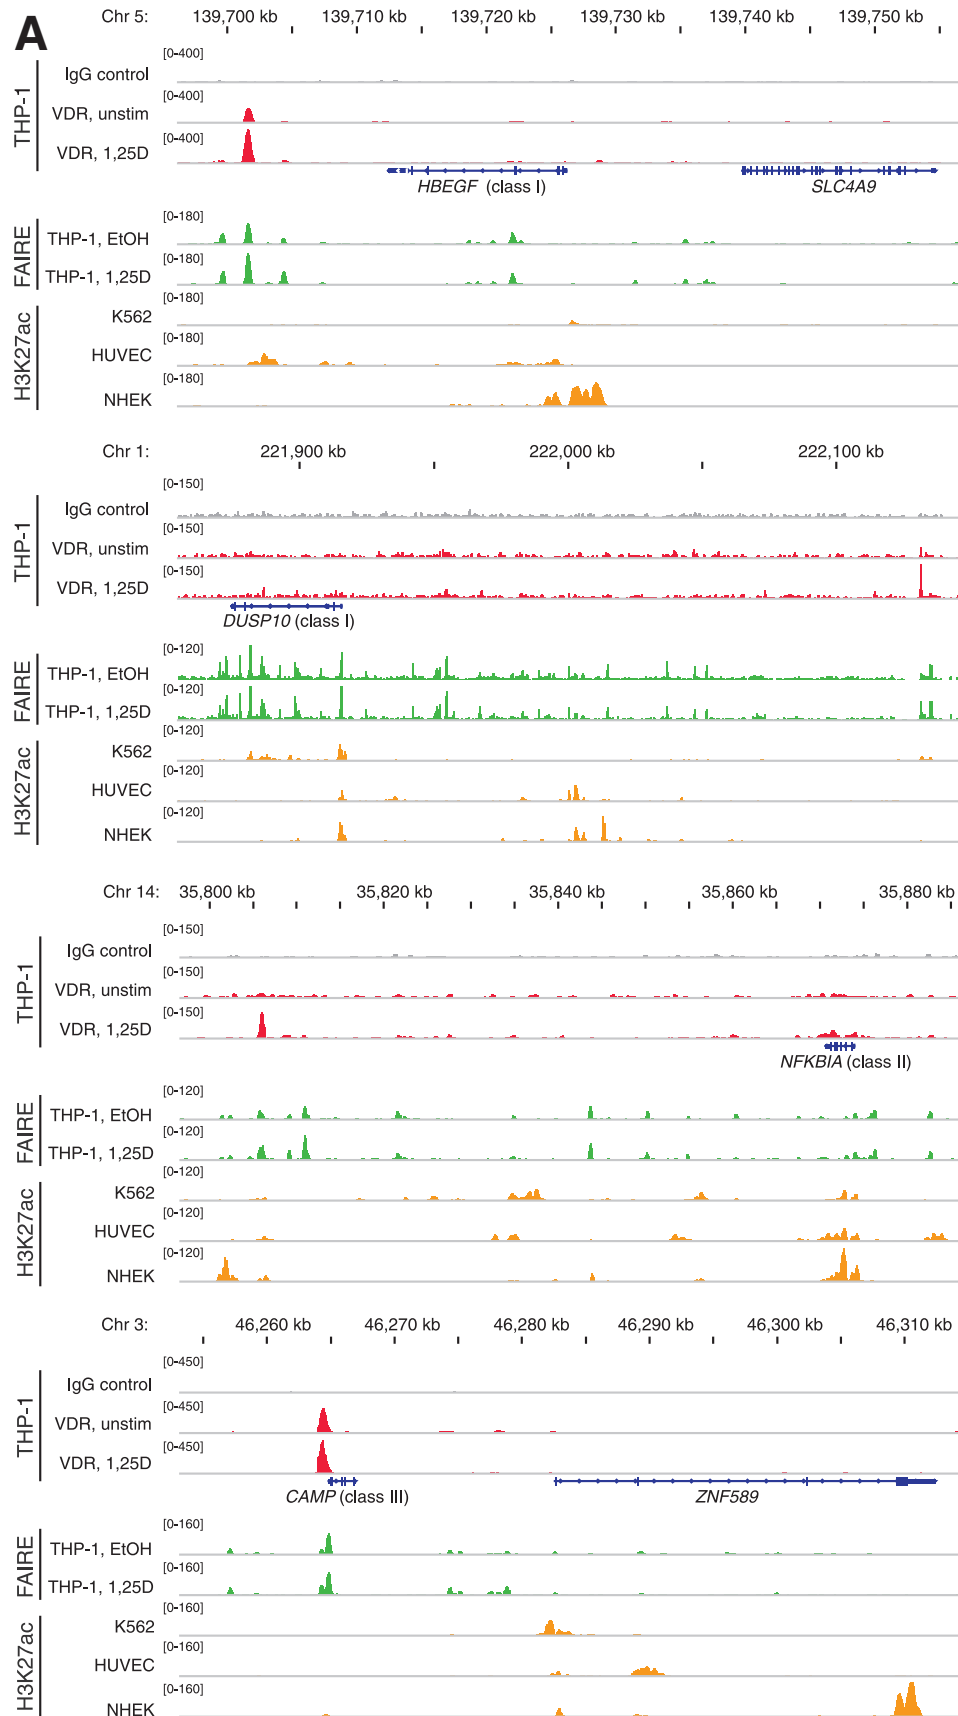 A
Chr 5: 139,700 kb 139,710 kb 139,720 kb 139,730 kb 139,740 kb 139,750 kb
THP-1
[0-400]
IgG control
[0-400]
VDR, unstim
[0-400]
VDR, 1,25D
HBEGF (class I) SLC4A9
FAIRE
[0-180]
THP-1, EtOH
[0-180]
THP-1, 1,25D
H3K27ac
[0-180]
K562
[0-180]
HUVEC
[0-180]
NHEK
Chr 1: 221,900 kb 222,000 kb 222,100 kb
THP-1
[0-150]
IgG control
[0-150]
VDR, unstim
[0-150]
VDR, 1,25D
DUSP10 (class I)
FAIRE
[0-120]
THP-1, EtOH
[0-120]
THP-1, 1,25D
H3K27ac
[0-120]
K562
[0-120]
HUVEC
[0-120]
NHEK
Chr 14: 35,800 kb 35,820 kb 35,840 kb 35,860 kb 35,880 kb
THP-1
[0-150]
IgG control
[0-150]
VDR, unstim
[0-150]
VDR, 1,25D
NFKBIA (class II)
FAIRE
[0-120]
THP-1, EtOH
[0-120]
THP-1, 1,25D
H3K27ac
[0-120]
K562
[0-120]
HUVEC
[0-120]
NHEK
Chr 3: 46,260 kb 46,270 kb 46,280 kb 46,290 kb 46,300 kb 46,310 kb
THP-1
[0-450]
IgG control
[0-450]
VDR, unstim
[0-450]
VDR, 1,25D
CAMP (class III) ZNF589
FAIRE
[0-160]
THP-1, EtOH
[0-160]
THP-1, 1,25D
H3K27ac
[0-160]
K562
[0-160]
HUVEC
[0-160]
NHEK